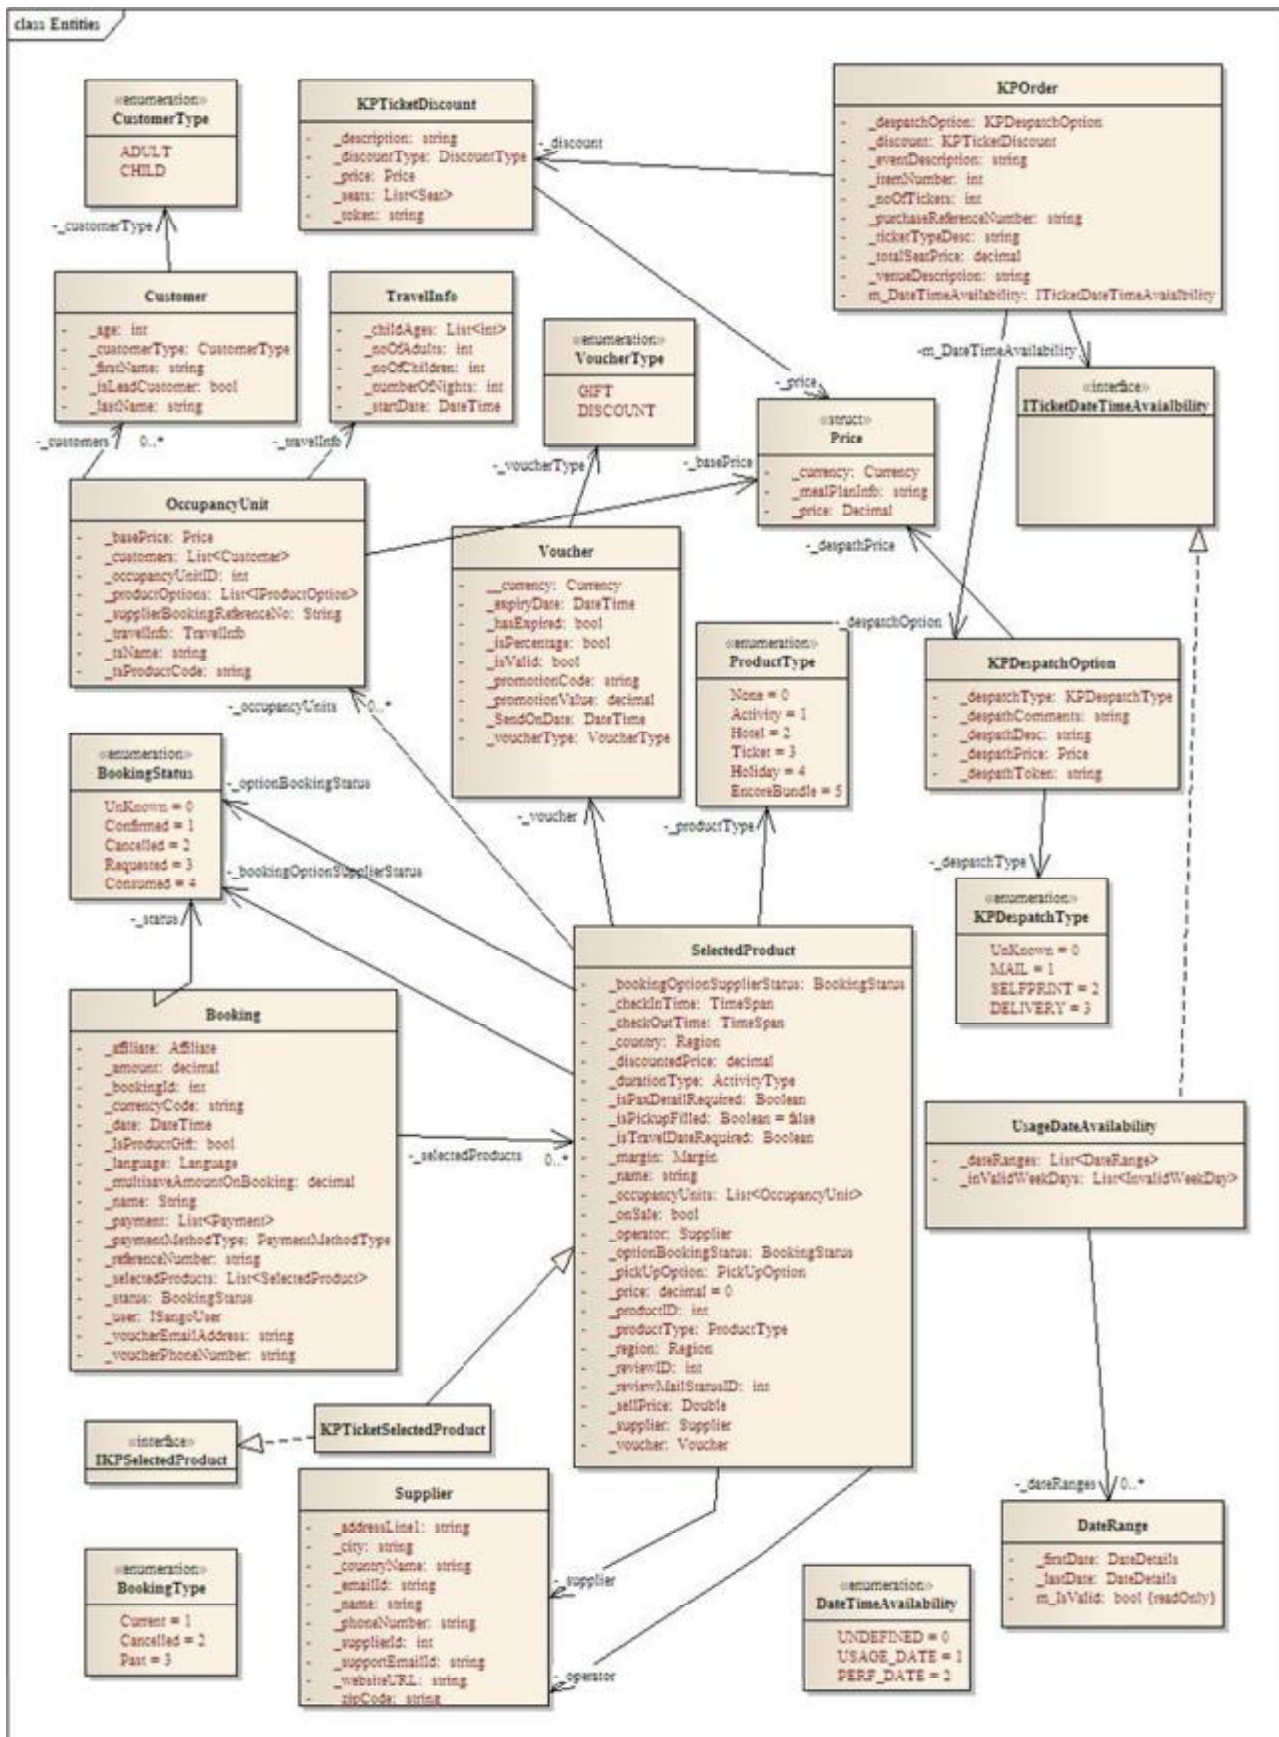 class Entities
«enumeration»
CustomerType
ADULT
CHILD
-_customerType
KPTicketDiscount
- _description: string
- _discountType: DiscountType
- _price: Price
- _seats: List<Seat>
- _token: string
-_discount
KPOrder
- _despatchOption: KPDespatchOption
- _discount: KPTicketDiscount
- _eventDescription: string
- _itemNumber: int
- _noOfTickets: int
- _purchaseReferenceNumber: string
- _ticketTypeDesc: string
- _totalSeatPrice: decimal
- _venueDescription: string
- m_DateTimeAvailability: ITicketDateTimeAvaialbility
Customer
- _age: int
- _customerType: CustomerType
- _firstName: string
- _isLeadCustomer: bool
- _lastName: string
-_customers 0..*
TravelInfo
- _childAges: List<int>
- _noOfAdults: int
- _noOfChildren: int
- _numberOfNights: int
- _startDate: DateTime
-_travelInfo
«enumeration»
VoucherType
GIFT
DISCOUNT
-_voucherType
-_price
-_basePrice
«struct»
Price
- _currency: Currency
- _mealPlanInfo: string
- _price: Decimal
-_despathPrice
-m_DateTimeAvailability
«interface»
ITicketDateTimeAvaialbility
OccupancyUnit
- _basePrice: Price
- _customers: List<Customer>
- _occupancyUnitID: int
- _productOptions: List<IProductOption>
- _supplierBookingReferenceNo: String
- _travelInfo: TravelInfo
- _tsName: string
- _tsProductCode: string
-_occupancyUnits 0..*
Voucher
- __currency: Currency
- _expiryDate: DateTime
- _hasExpired: bool
- _isPercentage: bool
- _isValid: bool
- _promotionCode: string
- _promotionValue: decimal
- _SendOnDate: DateTime
- _voucherType: VoucherType
-_voucher
«enumeration»
ProductType
None = 0
Activity = 1
Hotel = 2
Ticket = 3
Holiday = 4
EncoreBundle = 5
-_productType
-_despatchOption
KPDespatchOption
- _despatchType: KPDespatchType
- _despathComments: string
- _despathDesc: string
- _despathPrice: Price
- _despathToken: string
-_despatchType
«enumeration»
KPDespatchType
UnKnown = 0
MAIL = 1
SELFPRINT = 2
DELIVERY = 3
«enumeration»
BookingStatus
UnKnown = 0
Confirmed = 1
Cancelled = 2
Requested = 3
Consumed = 4
-_optionBookingStatus
-_bookingOptionSupplierStatus
-_status
Booking
- _affiliate: Affiliate
- _amount: decimal
- _bookingId: int
- _currencyCode: string
- _date: DateTime
- _IsProductGift: bool
- _language: Language
- _multisaveAmountOnBooking: decimal
- _name: String
- _payment: List<Payment>
- _paymentMethodType: PaymentMethodType
- _referenceNumber: string
- _selectedProducts: List<SelectedProduct>
- _status: BookingStatus
- _user: ISangoUser
- _voucherEmailAddress: string
- _voucherPhoneNumber: string
-_selectedProducts 0..*
SelectedProduct
- _bookingOptionSupplierStatus: BookingStatus
- _checkInTime: TimeSpan
- _checkOutTime: TimeSpan
- _country: Region
- _discountedPrice: decimal
- _durationType: ActivityType
- _isPaxDetailRequired: Boolean
- _isPickupFilled: Boolean = false
- _isTravelDateRequired: Boolean
- _margin: Margin
- _name: string
- _occupancyUnits: List<OccupancyUnit>
- _onSale: bool
- _operator: Supplier
- _optionBookingStatus: BookingStatus
- _pickUpOption: PickUpOption
- _price: decimal = 0
- _productID: int
- _productType: ProductType
- _region: Region
- _reviewID: int
- _reviewMailStatusID: int
- _sellPrice: Double
- _supplier: Supplier
- _voucher: Voucher
UsageDateAvailability
- _dateRanges: List<DateRange>
- _inValidWeekDays: List<InvalidWeekDay>
-_dateRanges 0..*
KPTicketSelectedProduct
«interface»
IKPSelectedProduct
Supplier
- _addressLine1: string
- _city: string
- _countryName: string
- _emailId: string
- _name: string
- _phoneNumber: string
- _supplierId: int
- _supportEmailId: string
- _websiteURL: string
- _zipCode: string
-_supplier
-_operator
«enumeration»
BookingType
Current = 1
Cancelled = 2
Past = 3
«enumeration»
DateTimeAvailability
UNDEFINED = 0
USAGE_DATE = 1
PERF_DATE = 2
DateRange
- _firstDate: DateDetails
- _lastDate: DateDetails
- m_IsValid: bool {readOnly}